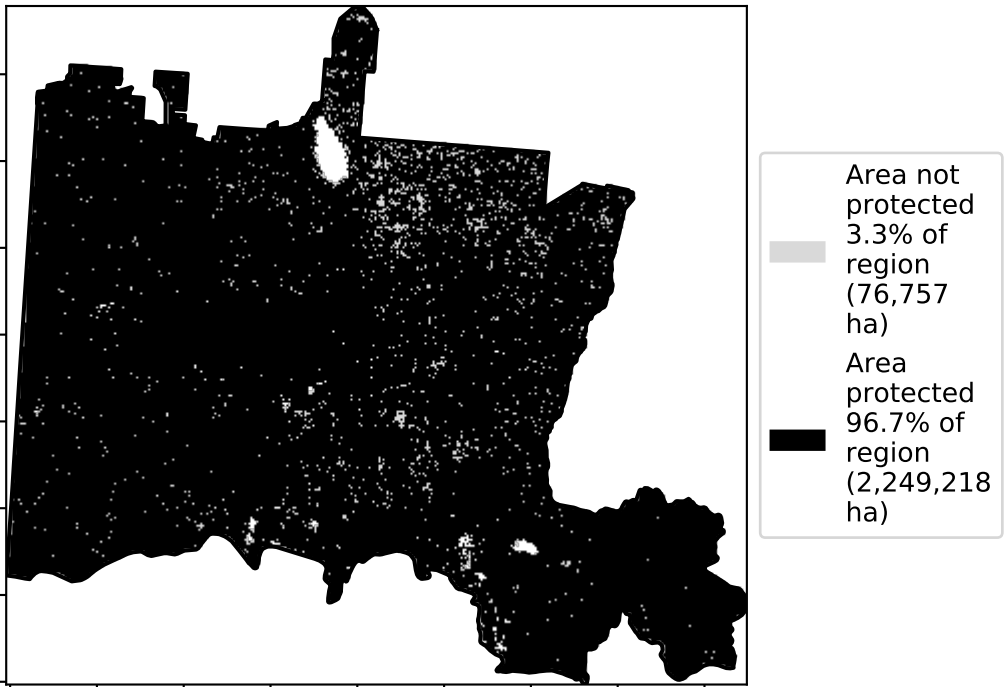 Area not
protected
3.3% of
region
(76,757
ha)
Area
protected
96.7% of
region
(2,249,218
ha)